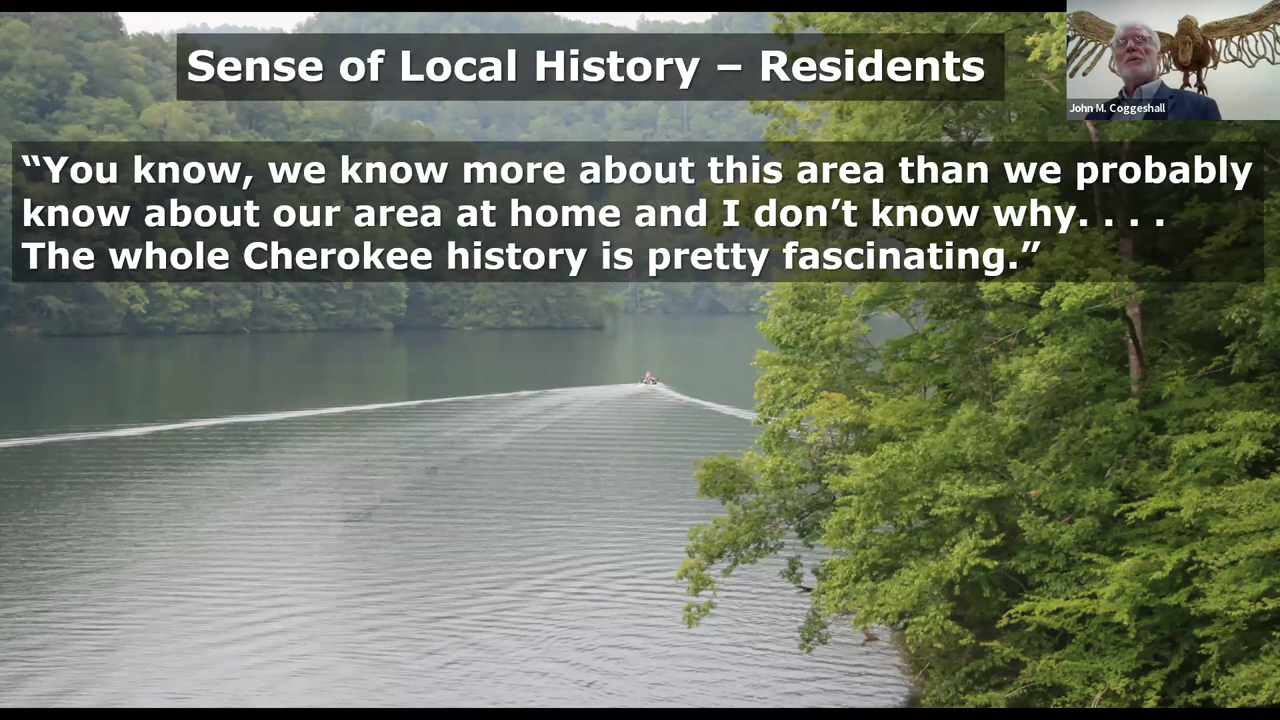 Sense of Local History – Residents
John M. Coggeshall
“You know, we know more about this area than we probably
know about our area at home and I don’t know why. . . .
The whole Cherokee history is pretty fascinating.”